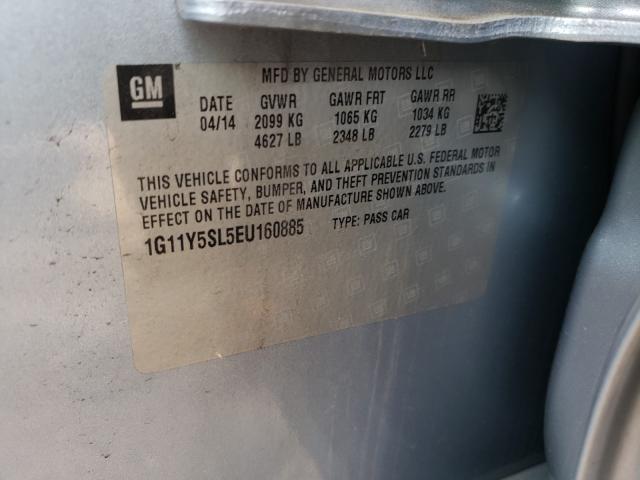 GM
MFD BY GENERAL MOTORS LLC
DATE GVWR GAWR FRT GAWR RR
04/14 2099 KG 1065 KG 1034 KG
4627 LB 2348 LB 2279 LB
THIS VEHICLE CONFORMS TO ALL APPLICABLE U.S. FEDERAL MOTOR
VEHICLE SAFETY, BUMPER, AND THEFT PREVENTION STANDARDS IN
EFFECT ON THE DATE OF MANUFACTURE SHOWN ABOVE.
1G11Y5SL5EU160885 TYPE: PASS CAR